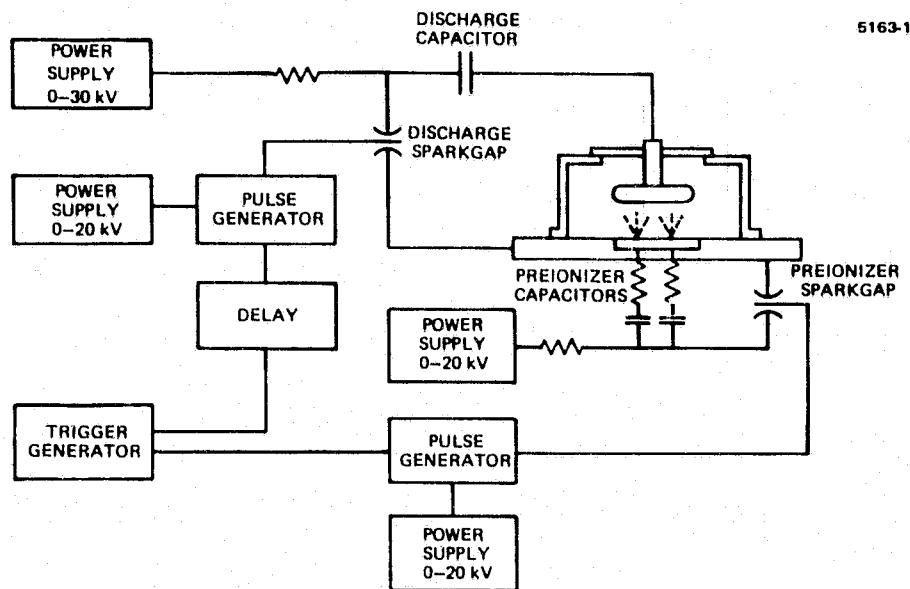 5163-1
DISCHARGE
CAPACITOR
POWER
SUPPLY
0–30 kV
DISCHARGE
SPARKGAP
POWER
SUPPLY
0–20 kV
PULSE
GENERATOR
PREIONIZER
CAPACITORS
PREIONIZER
SPARKGAP
DELAY
POWER
SUPPLY
0–20 kV
TRIGGER
GENERATOR
PULSE
GENERATOR
POWER
SUPPLY
0–20 kV